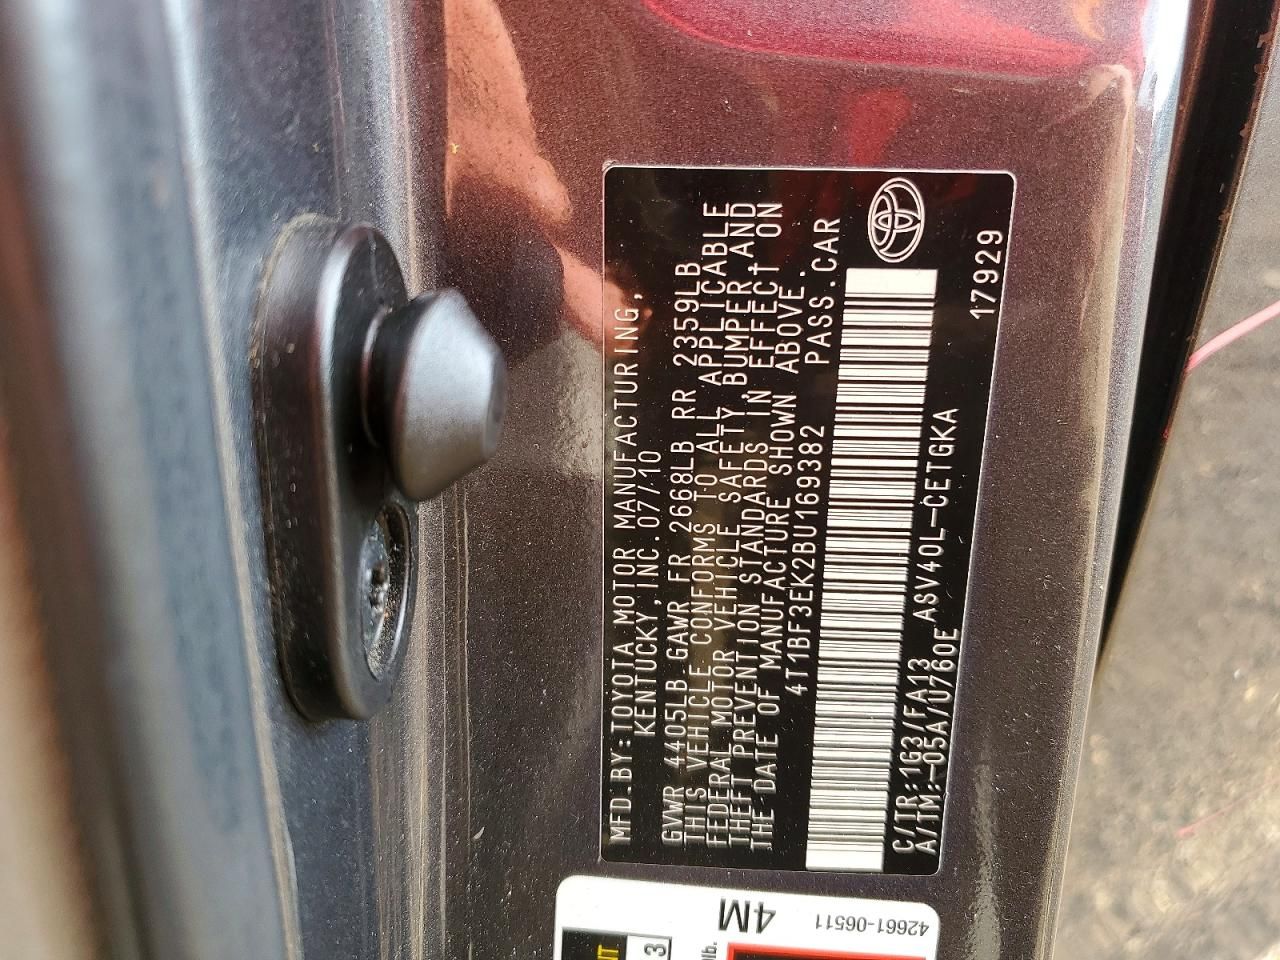 MFD.BY:TOYOTA MOTOR MANUFACTURING,
KENTUCKY,INC.07/10
GVWR 4405LB GAWR FR 2668LB RR 2359LB
THIS VEHICLE CONFORMS TO ALL APPLICABLE
FEDERAL MOTOR VEHICLE SAFETY, BUMPER,AND
THEFT PREVENTION STANDARDS IN EFFECT ON
THE DATE OF MANUFACTURE SHOWN ABOVE.
4T1BF3EK2BU169382 PASS.CAR
C/TR:1G3/FA13 ASV40L-CETGKA
A/TM:-05A/U760E
17929
4M
42661-06511
3
lb.